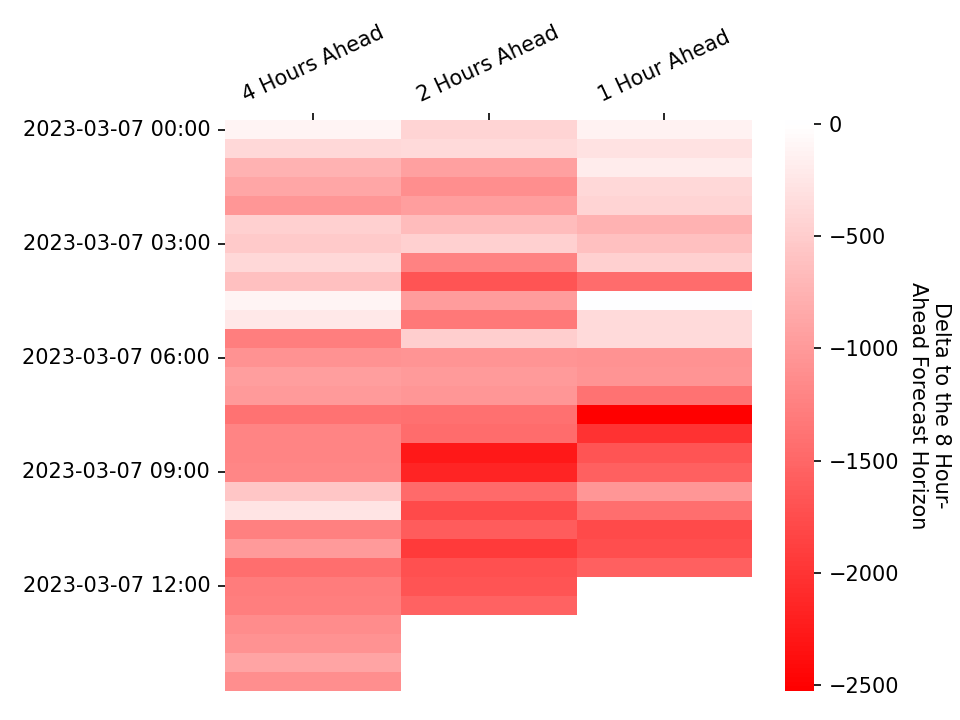 4 Hours Ahead
2 Hours Ahead
1 Hour Ahead
2023-03-07 00:00
2023-03-07 03:00
2023-03-07 06:00
2023-03-07 09:00
2023-03-07 12:00
0
−500
−1000
−1500
−2000
−2500
Delta to the 8 Hour-
Ahead Forecast Horizon